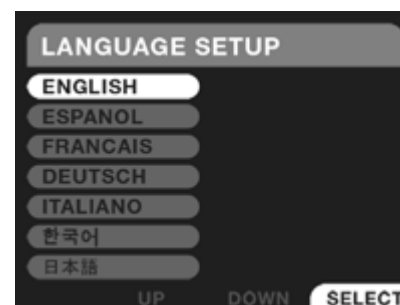 LANGUAGE SETUP
ENGLISH
ESPANOL
FRANCAIS
DEUTSCH
ITALIANO
한국어
日本語
UP DOWN SELECT